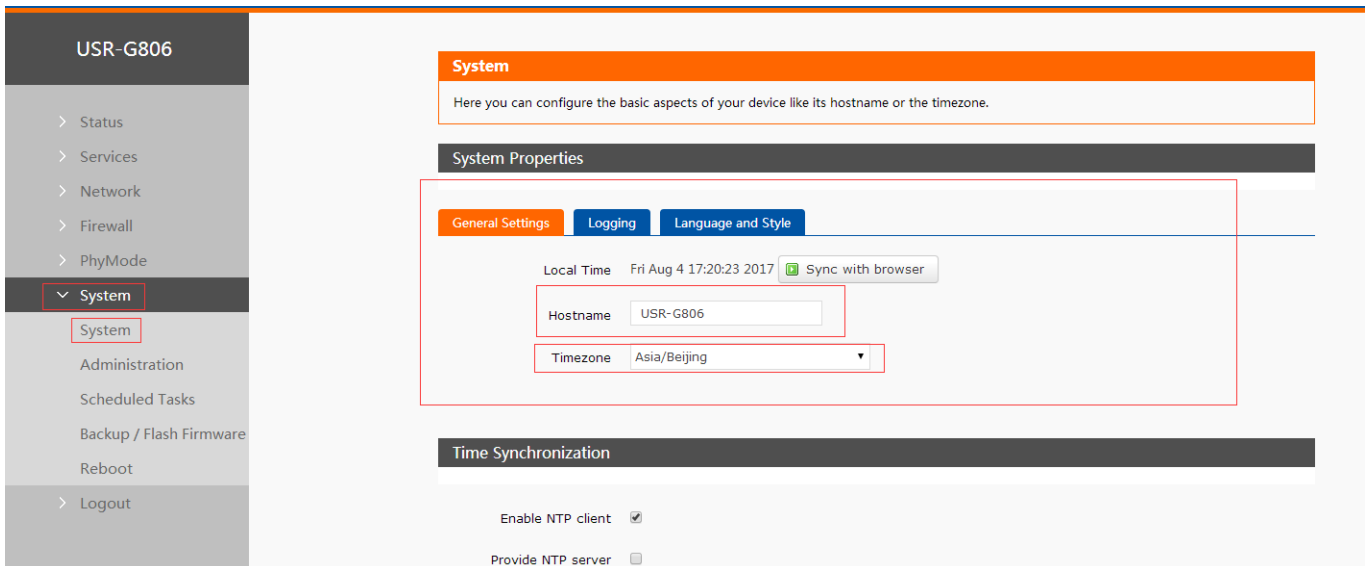 USR-G806
Status
Services
Network
Firewall
PhyMode
System
System
Administration
Scheduled Tasks
Backup / Flash Firmware
Reboot
Logout
System
Here you can configure the basic aspects of your device like its hostname or the timezone.
System Properties
General Settings Logging Language and Style
Local Time Fri Aug 4 17:20:23 2017 Sync with browser
Hostname USR-G806
Timezone Asia/Beijing
Time Synchronization
Enable NTP client
Provide NTP server